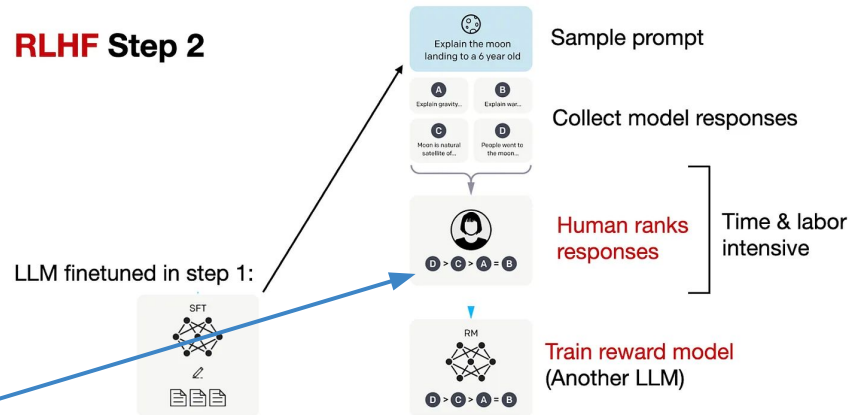 RLHF Step 2
Explain the moon
landing to a 6 year old
Sample prompt
A
Explain gravity...
B
Explain war...
C
Moon is natural
satellite of...
D
People went to
the moon...
Collect model responses
Human ranks
responses
D > C > A = B
Time & labor
intensive
LLM finetuned in step 1:
SFT
RM
D > C > A = B
Train reward model
(Another LLM)